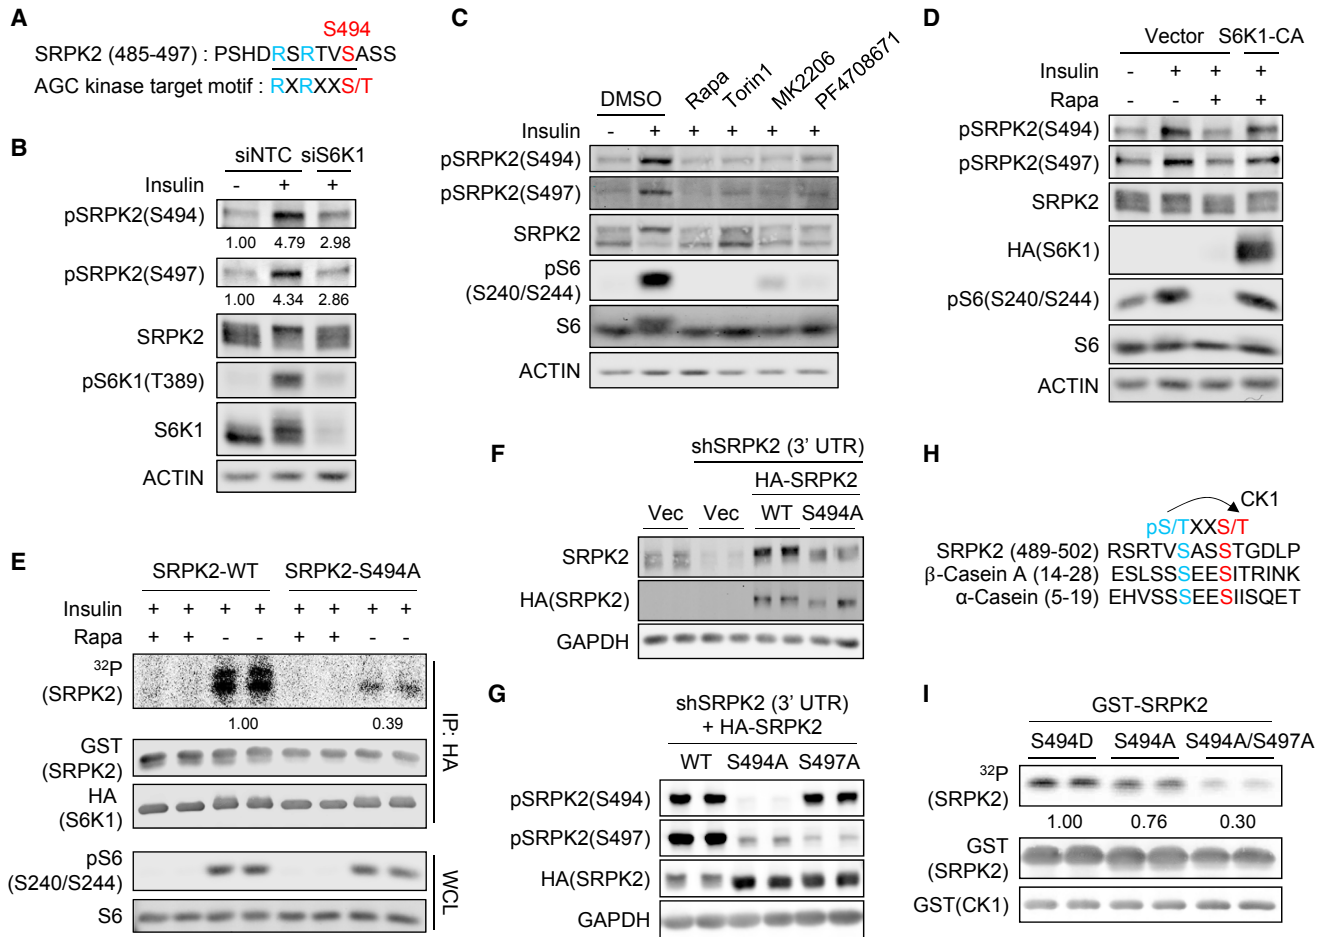 A
S494
SRPK2 (485-497) : PSHDRSRTVSASS
AGC kinase target motif : RXRXXS/T
B
siNTC siS6K1
Insulin - + +
pSRPK2(S494)
1.00 4.79 2.98
pSRPK2(S497)
1.00 4.34 2.86
SRPK2
pS6K1(T389)
S6K1
ACTIN
C
DMSO Rapa Torin1 MK2206 PF4708671
Insulin - + + + + +
pSRPK2(S494)
pSRPK2(S497)
SRPK2
pS6
(S240/S244)
S6
ACTIN
D
Vector S6K1-CA
Insulin - + + +
Rapa - - + +
pSRPK2(S494)
pSRPK2(S497)
SRPK2
HA(S6K1)
pS6(S240/S244)
S6
ACTIN
E
SRPK2-WT SRPK2-S494A
Insulin + + + + + + + +
Rapa + + - - + + - -
32P
(SRPK2)
1.00 0.39
GST
(SRPK2)
HA
(S6K1)
IP: HA
pS6
(S240/S244)
S6
WCL
F
shSRPK2 (3' UTR)
HA-SRPK2
Vec Vec WT S494A
SRPK2
HA(SRPK2)
GAPDH
G
shSRPK2 (3' UTR)
+ HA-SRPK2
WT S494A S497A
pSRPK2(S494)
pSRPK2(S497)
HA(SRPK2)
GAPDH
H
CK1
pS/TXXS/T
SRPK2 (489-502) RSRTVSASSTGDLP
β-Casein A (14-28) ESLSSSEESITRINK
α-Casein (5-19) EHVSSSEESIISQET
I
GST-SRPK2
S494D S494A S494A/S497A
32P
(SRPK2)
1.00 0.76 0.30
GST
(SRPK2)
GST(CK1)